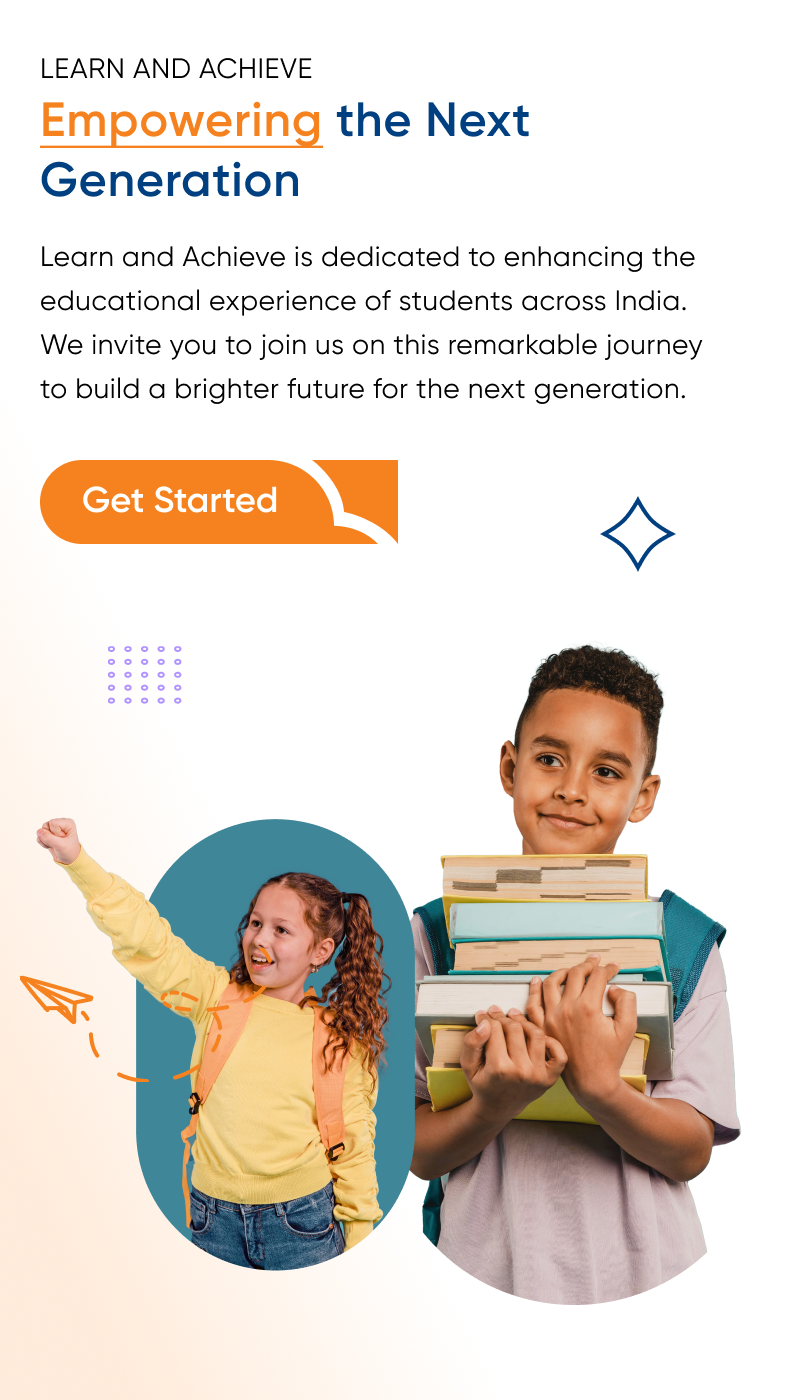 LEARN AND ACHIEVE
Empowering the Next
Generation
Learn and Achieve is dedicated to enhancing the
educational experience of students across India.
We invite you to join us on this remarkable journey
to build a brighter future for the next generation.
Get Started